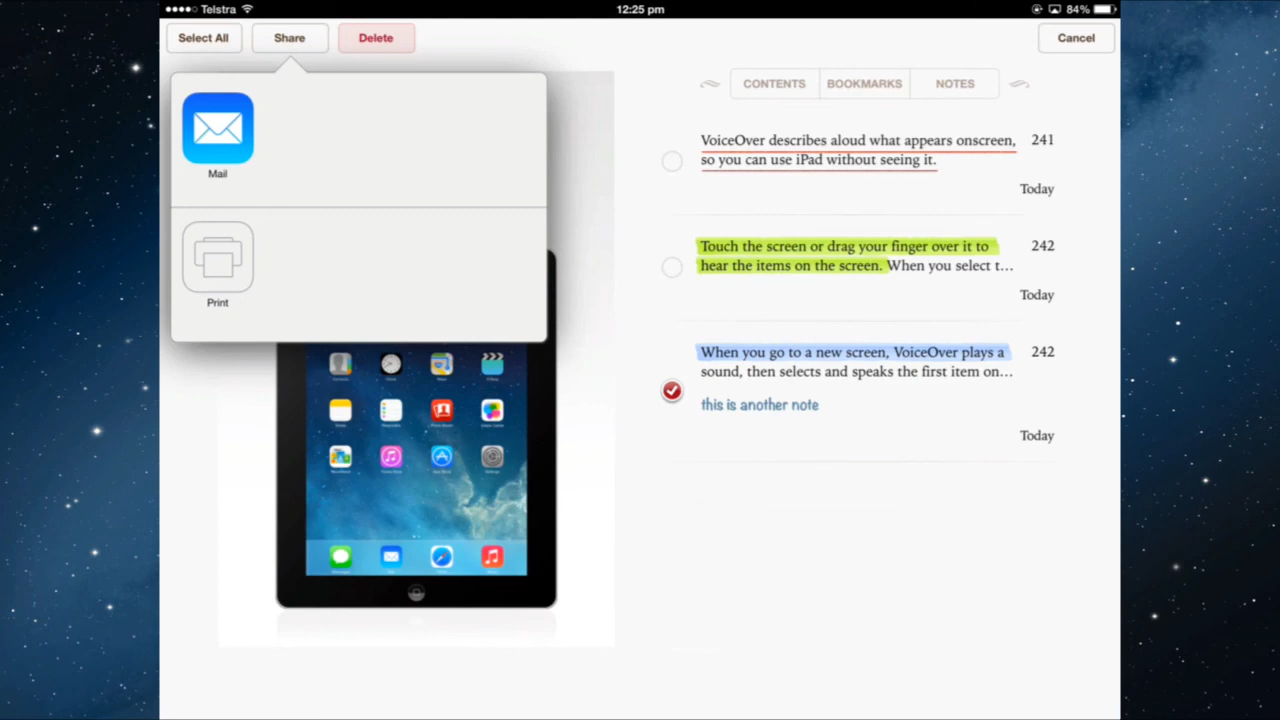 Telstra 12:25 pm 84%
Select All Share Delete Cancel
Mail
Print
CONTENTS BOOKMARKS NOTES
VoiceOver describes aloud what appears onscreen, 241
so you can use iPad without seeing it.
Today
Touch the screen or drag your finger over it to 242
hear the items on the screen. When you select t...
Today
When you go to a new screen, VoiceOver plays a 242
sound, then selects and speaks the first item on...
this is another note
Today